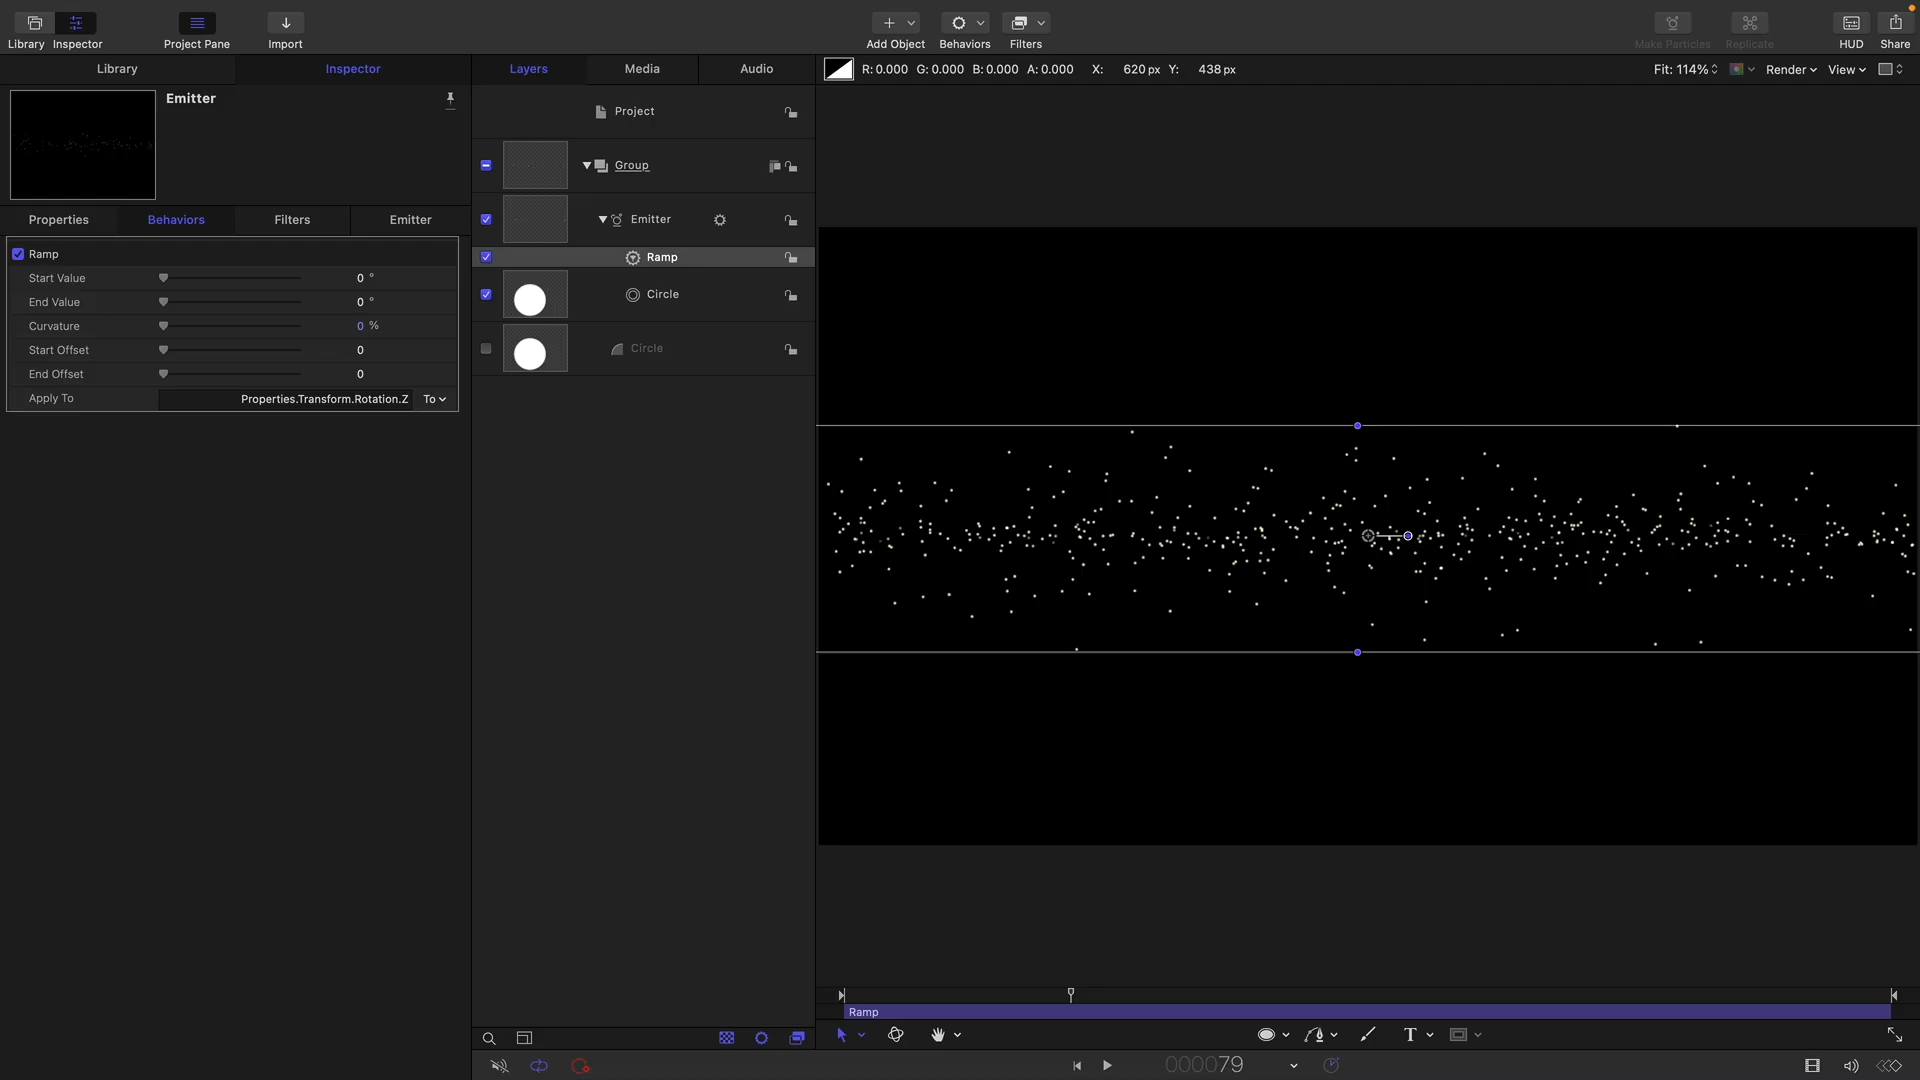 Library
Inspector
Project Pane
Import
Add Object
Behaviors
Filters
Make Particles
Replicate
HUD
Share
Library
Inspector
Layers
Media
Audio
R: 0.000 G: 0.000 B: 0.000 A: 0.000 X: 620 px Y: 438 px
Fit: 114%
Render
View
Emitter
Properties
Behaviors
Filters
Emitter
Ramp
Start Value 0 °
End Value 0 °
Curvature 0 %
Start Offset 0
End Offset 0
Apply To Properties.Transform.Rotation.Z To
Project
Group
Emitter
Ramp
Circle
Circle
Ramp
T
000079